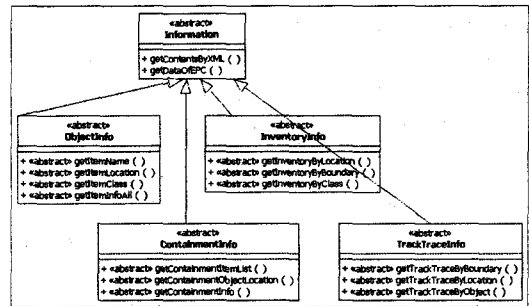 «abstract»
Information
+ getContentsByXML ( )
+ getDataOfEPC ( )
«abstract»
ObjectInfo
+ «abstract» getItemName ( )
+ «abstract» getItemLocation ( )
+ «abstract» getItemClass ( )
+ «abstract» getItemInfoAll ( )
«abstract»
InventoryInfo
+ «abstract» getInventoryByLocation ( )
+ «abstract» getInventoryByBoundary ( )
+ «abstract» getInventoryByClass ( )
«abstract»
ContainmentInfo
+ «abstract» getContainmentItemList ( )
+ «abstract» getContainmentObjectLocation ( )
+ «abstract» getContainmentInfo ( )
«abstract»
TrackTraceInfo
+ «abstract» getTrackTraceByBoundary ( )
+ «abstract» getTrackTraceByLocation ( )
+ «abstract» getTrackTraceByObject ( )